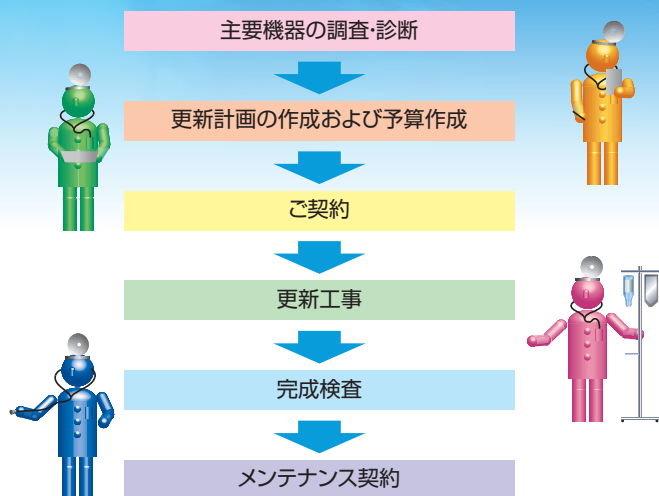 主要機器の調査・診断
更新計画の作成および予算作成
ご契約
更新工事
完成検査
メンテナンス契約